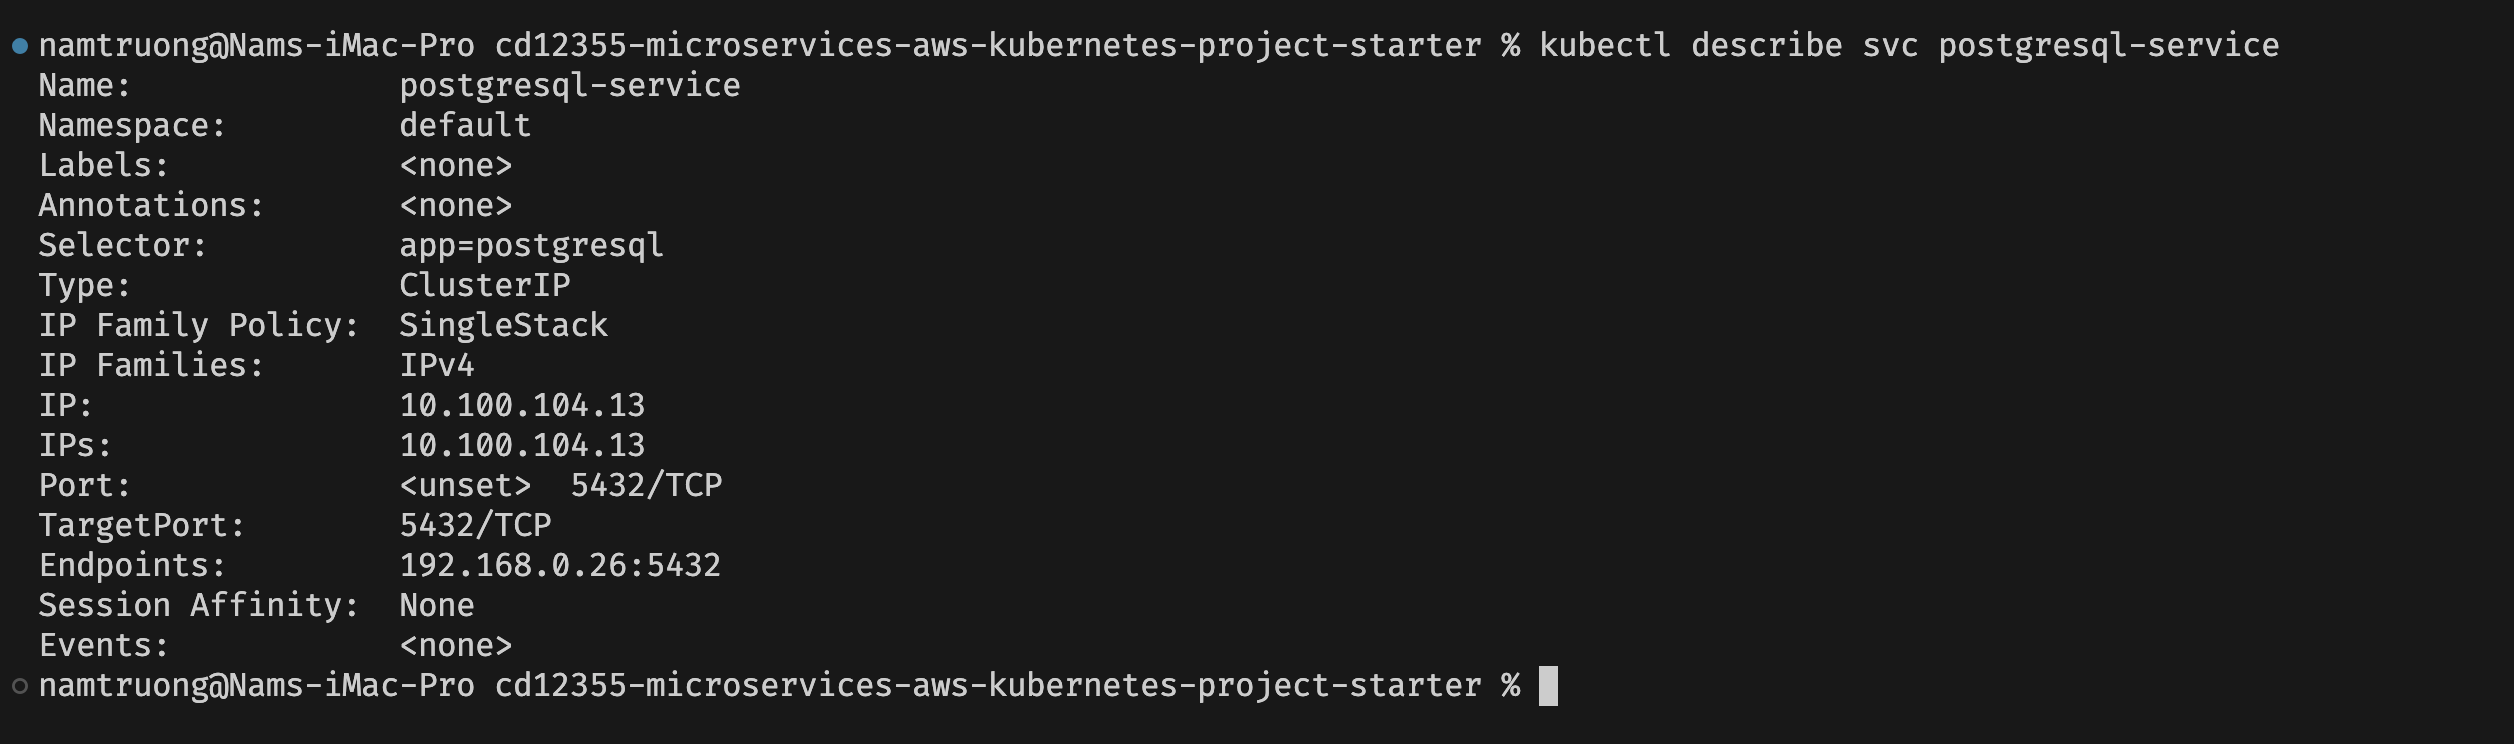 namtruong@Nams-iMac-Pro cd12355-microservices-aws-kubernetes-project-starter % kubectl describe svc postgresql-service
Name:              postgresql-service
Namespace:         default
Labels:            <none>
Annotations:       <none>
Selector:          app=postgresql
Type:              ClusterIP
IP Family Policy:  SingleStack
IP Families:       IPv4
IP:                10.100.104.13
IPs:               10.100.104.13
Port:              <unset>  5432/TCP
TargetPort:        5432/TCP
Endpoints:         192.168.0.26:5432
Session Affinity:  None
Events:            <none>
namtruong@Nams-iMac-Pro cd12355-microservices-aws-kubernetes-project-starter %